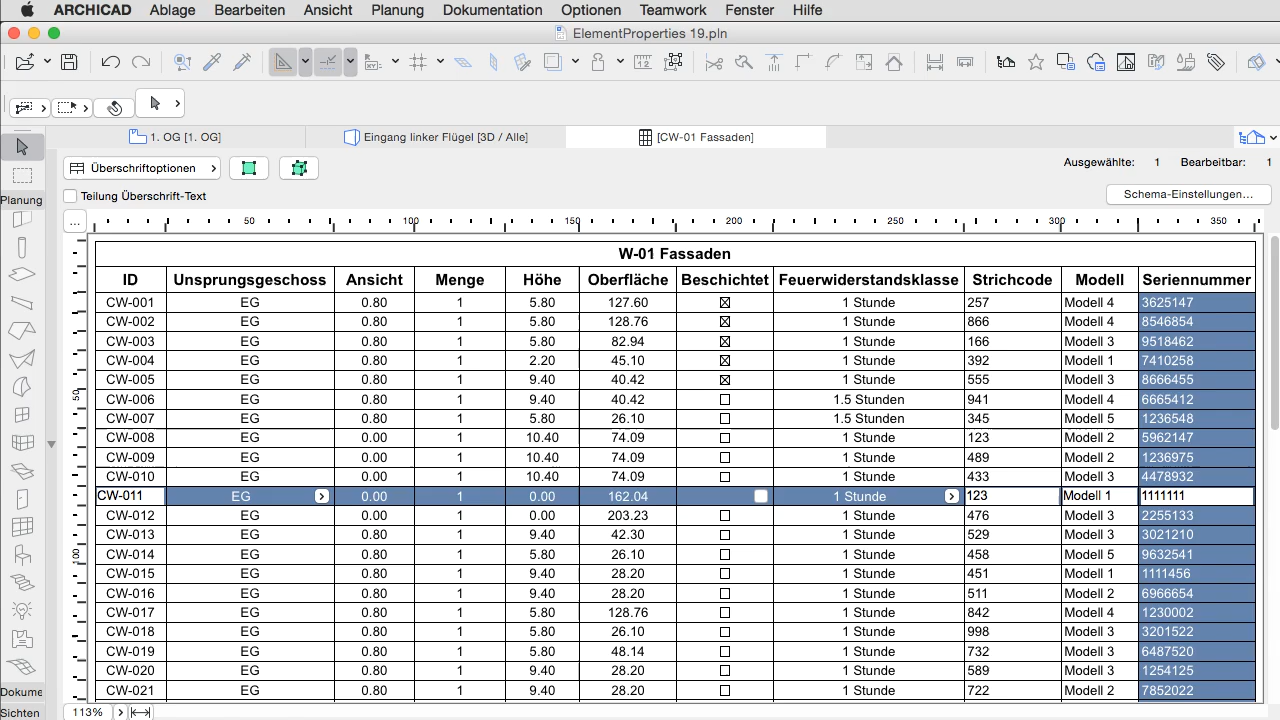 ARCHICAD Ablage Bearbeiten Ansicht Planung Dokumentation Optionen Teamwork Fenster Hilfe
ElementProperties 19.pln
1. OG [1. OG] Eingang linker Flügel [3D / Alle] [CW-01 Fassaden]
Überschriftoptionen Ausgewählte: 1 Bearbeitbar: 1
Teilung Überschrift-Text Schema-Einstellungen...
Planung
... 50 100 150 200 250 300 350
W-01 Fassaden
ID Unsprungsgeschoss Ansicht Menge Höhe Oberfläche Beschichtet Feuerwiderstandsklasse Strichcode Modell Seriennummer
CW-001 EG 0.80 1 5.80 127.60 1 Stunde 257 Modell 4 3625147
CW-002 EG 0.80 1 5.80 128.76 1 Stunde 866 Modell 4 8546854
CW-003 EG 0.80 1 5.80 82.94 1 Stunde 166 Modell 3 9518462
CW-004 EG 0.80 1 2.20 45.10 1 Stunde 392 Modell 1 7410258
CW-005 EG 0.80 1 9.40 40.42 1 Stunde 555 Modell 3 8666455
50
CW-006 EG 0.80 1 9.40 40.42 1.5 Stunden 941 Modell 4 6665412
CW-007 EG 0.80 1 5.80 26.10 1.5 Stunden 345 Modell 5 1236548
CW-008 EG 0.00 1 10.40 74.09 1 Stunde 123 Modell 2 5962147
CW-009 EG 0.00 1 10.40 74.09 1 Stunde 489 Modell 2 1236975
CW-010 EG 0.00 1 10.40 74.09 1 Stunde 433 Modell 3 4478932
CW-011 EG 0.00 1 0.00 162.04 1 Stunde 123 Modell 1 1111111
CW-012 EG 0.00 1 0.00 203.23 1 Stunde 476 Modell 3 2255133
CW-013 EG 0.80 1 9.40 42.30 1 Stunde 529 Modell 3 3021210
100
CW-014 EG 0.80 1 5.80 26.10 1 Stunde 458 Modell 5 9632541
CW-015 EG 0.80 1 9.40 28.20 1 Stunde 451 Modell 1 1111456
CW-016 EG 0.80 1 9.40 28.20 1 Stunde 511 Modell 2 6966654
CW-017 EG 0.80 1 5.80 128.76 1 Stunde 842 Modell 4 1230002
CW-018 EG 0.80 1 5.80 26.10 1 Stunde 998 Modell 3 3201522
CW-019 EG 0.80 1 5.80 48.14 1 Stunde 732 Modell 3 6487520
CW-020 EG 0.80 1 9.40 28.20 1 Stunde 589 Modell 3 1254125
CW-021 EG 0.80 1 9.40 28.20 1 Stunde 722 Modell 2 7852022
Dokume
Sichten 113%